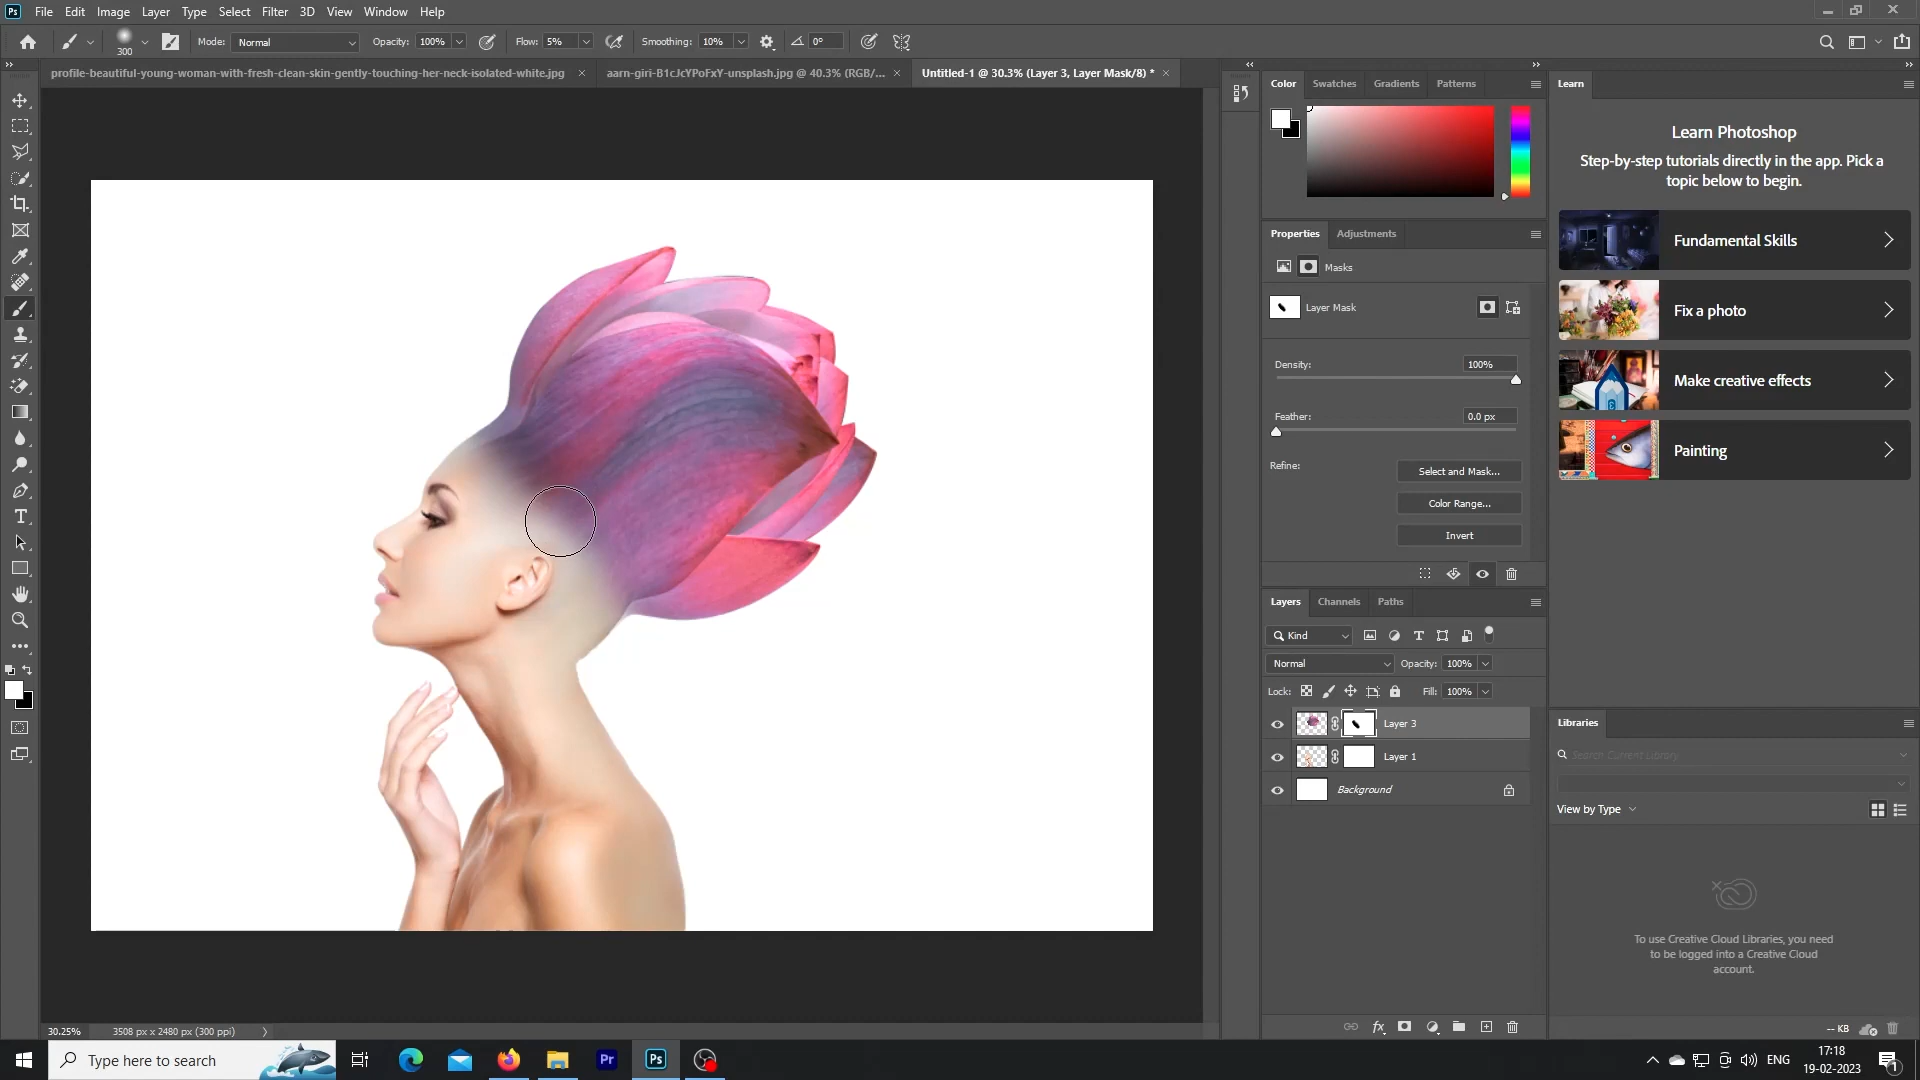 Ps File Edit Image Layer Type Select Filter 3D View Window Help
300 Mode: Normal Opacity: 100% Flow: 5% Smoothing: 10% 0°
profile-beautiful-young-woman-with-fresh-clean-skin-gently-touching-her-neck-isolated-white.jpg × aarn-giri-B1cJcYPoFxY-unsplash.jpg @ 40.3% (RGB/... × Untitled-1 @ 30.3% (Layer 3, Layer Mask/8) * ×
Color Swatches Gradients Patterns
Properties Adjustments
Masks
Layer Mask
Density: 100%
Feather: 0.0 px
Refine: Select and Mask...
Color Range...
Invert
Layers Channels Paths
Kind
Normal Opacity: 100%
Lock: Fill: 100%
Layer 3
Layer 1
Background
Learn
Learn Photoshop
Step-by-step tutorials directly in the app. Pick a
topic below to begin.
Fundamental Skills
Fix a photo
Make creative effects
Painting
Libraries
Search Current Library
View by Type
To use Creative Cloud Libraries, you need
to be logged into a Creative Cloud
account.
-- KB
30.25% 3508 px x 2480 px (300 ppi)
Type here to search
Pr
Ps
ENG
17:18
19-02-2023
1